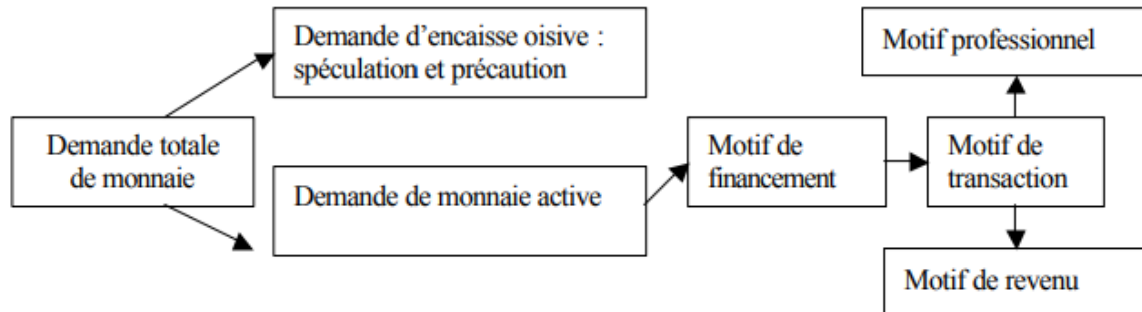 Demande d'encaisse oisive :
spéculation et précaution
Motif professionnel
Demande totale
de monnaie
Motif de
financement
Motif de
transaction
Demande de monnaie active
Motif de revenu